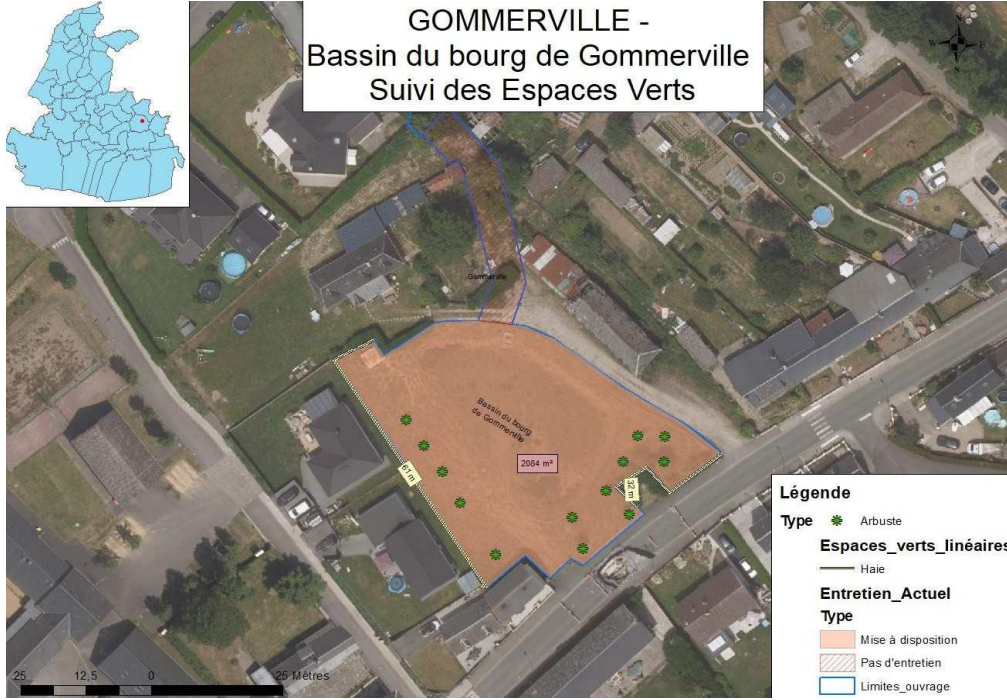 GOMMERVILLE -
Bassin du bourg de Gommerville
Suivi des Espaces Verts
N
W
E
S
Gommerville
Bassin du bourg
de Gommerville
2084 m²
61 m
32 m
Légende
Type
Arbuste
Espaces_verts_linéaires
Haie
Entretien_Actuel
Type
Mise à disposition
Pas d'entretien
Limites_ouvrage
25 12,5 0 25 Mètres